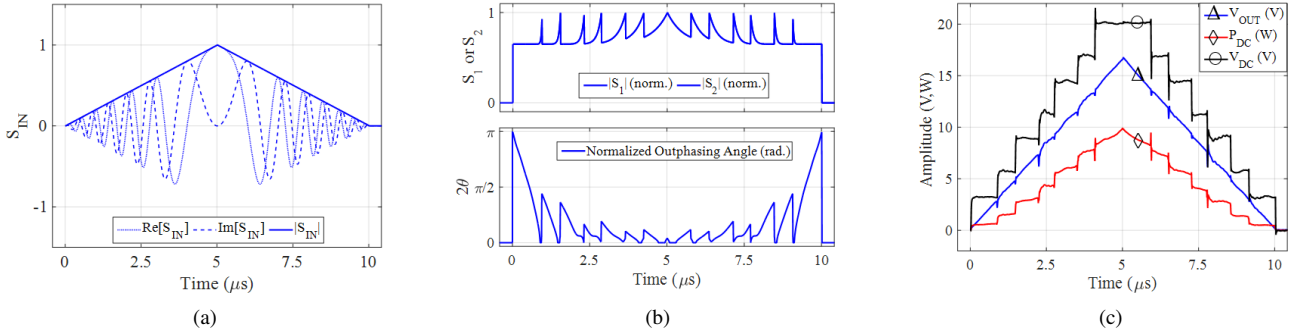 1
0
-1
S_IN
Re[S_IN] Im[S_IN] |S_IN|
0 2.5 5 7.5 10
Time (μs)
(a)
1
0
S_1 or S_2
|S_1| (norm.) |S_2| (norm.)
π
π/2
0
2θ
Normalized Outphasing Angle (rad.)
0 2.5 5 7.5 10
Time (μs)
(b)
20
15
10
5
0
Amplitude (V,W)
V_OUT (V)
P_DC (W)
V_DC (V)
0 2.5 5 7.5 10
Time (μs)
(c)